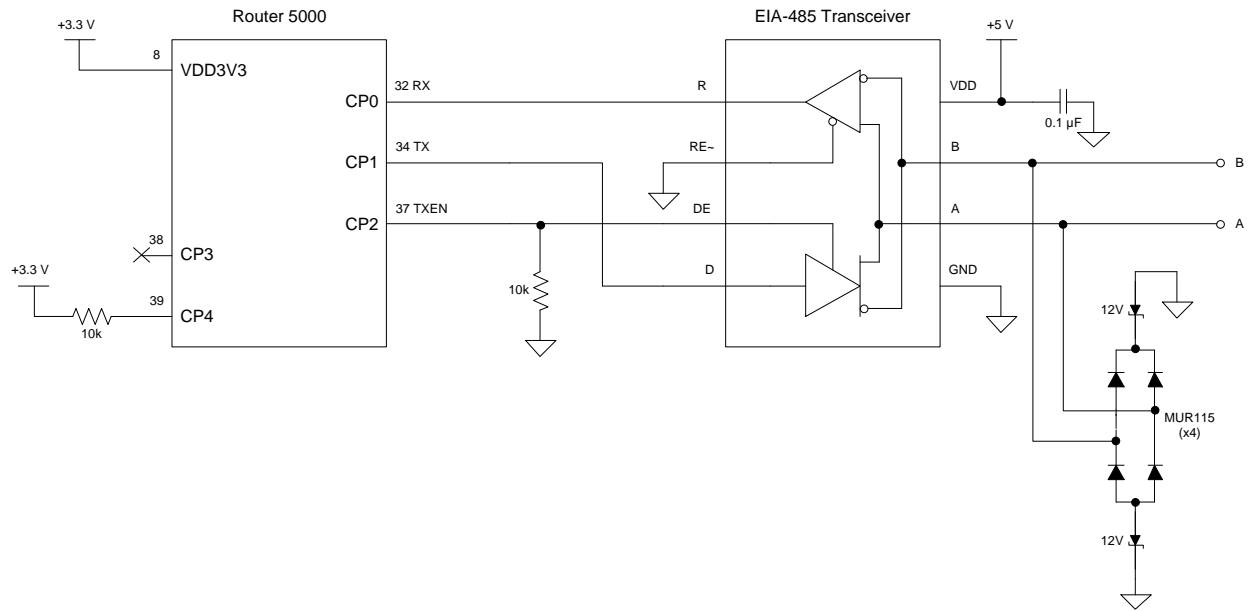 Router 5000
EIA-485 Transceiver
+3.3 V
+5 V
8
VDD3V3
CP0
32 RX
R
VDD
0.1 µF
CP1
34 TX
RE~
B
B
CP2
37 TXEN
DE
A
A
38
CP3
+3.3 V
39
CP4
10k
10k
D
GND
12V
MUR115
(x4)
12V